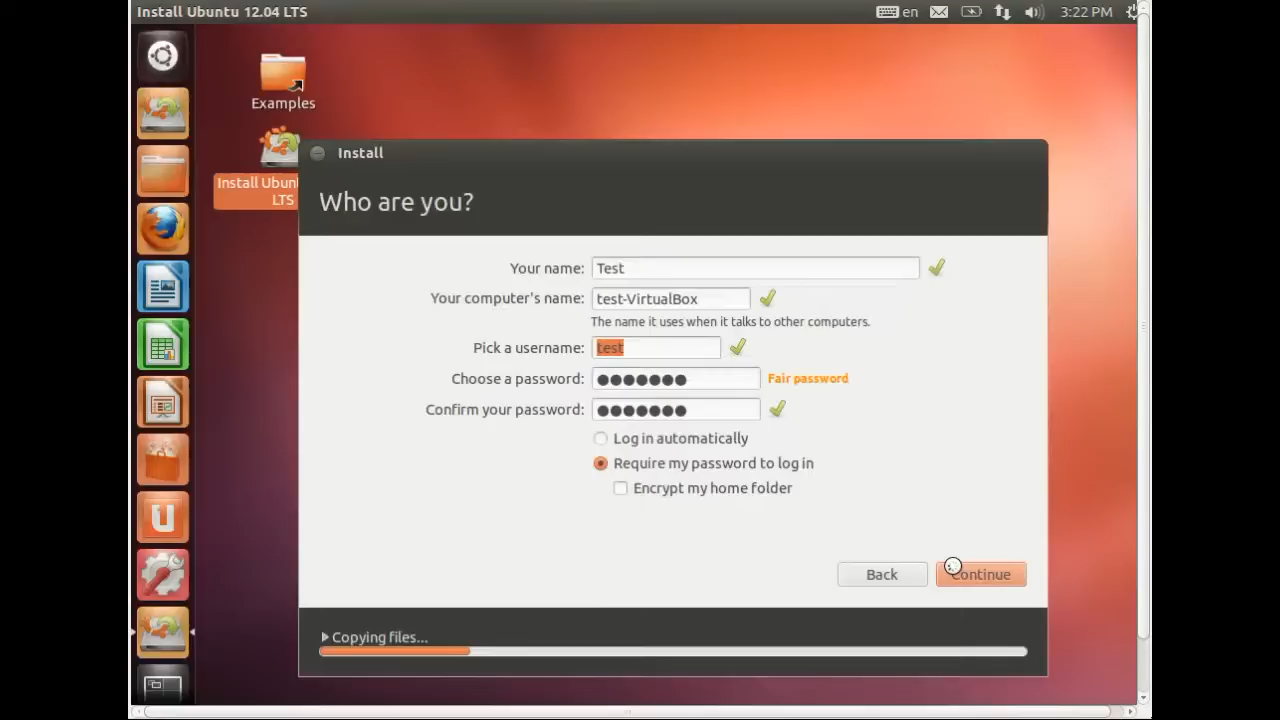 Install Ubuntu 12.04 LTS
en
3:22 PM
Examples
Install Ubun
LTS
Install
Who are you?
Your name: Test
Your computer's name: test-VirtualBox
The name it uses when it talks to other computers.
Pick a username: test
Choose a password: ●●●●●●● Fair password
Confirm your password: ●●●●●●●
Log in automatically
Require my password to log in
Encrypt my home folder
Back
Continue
Copying files...